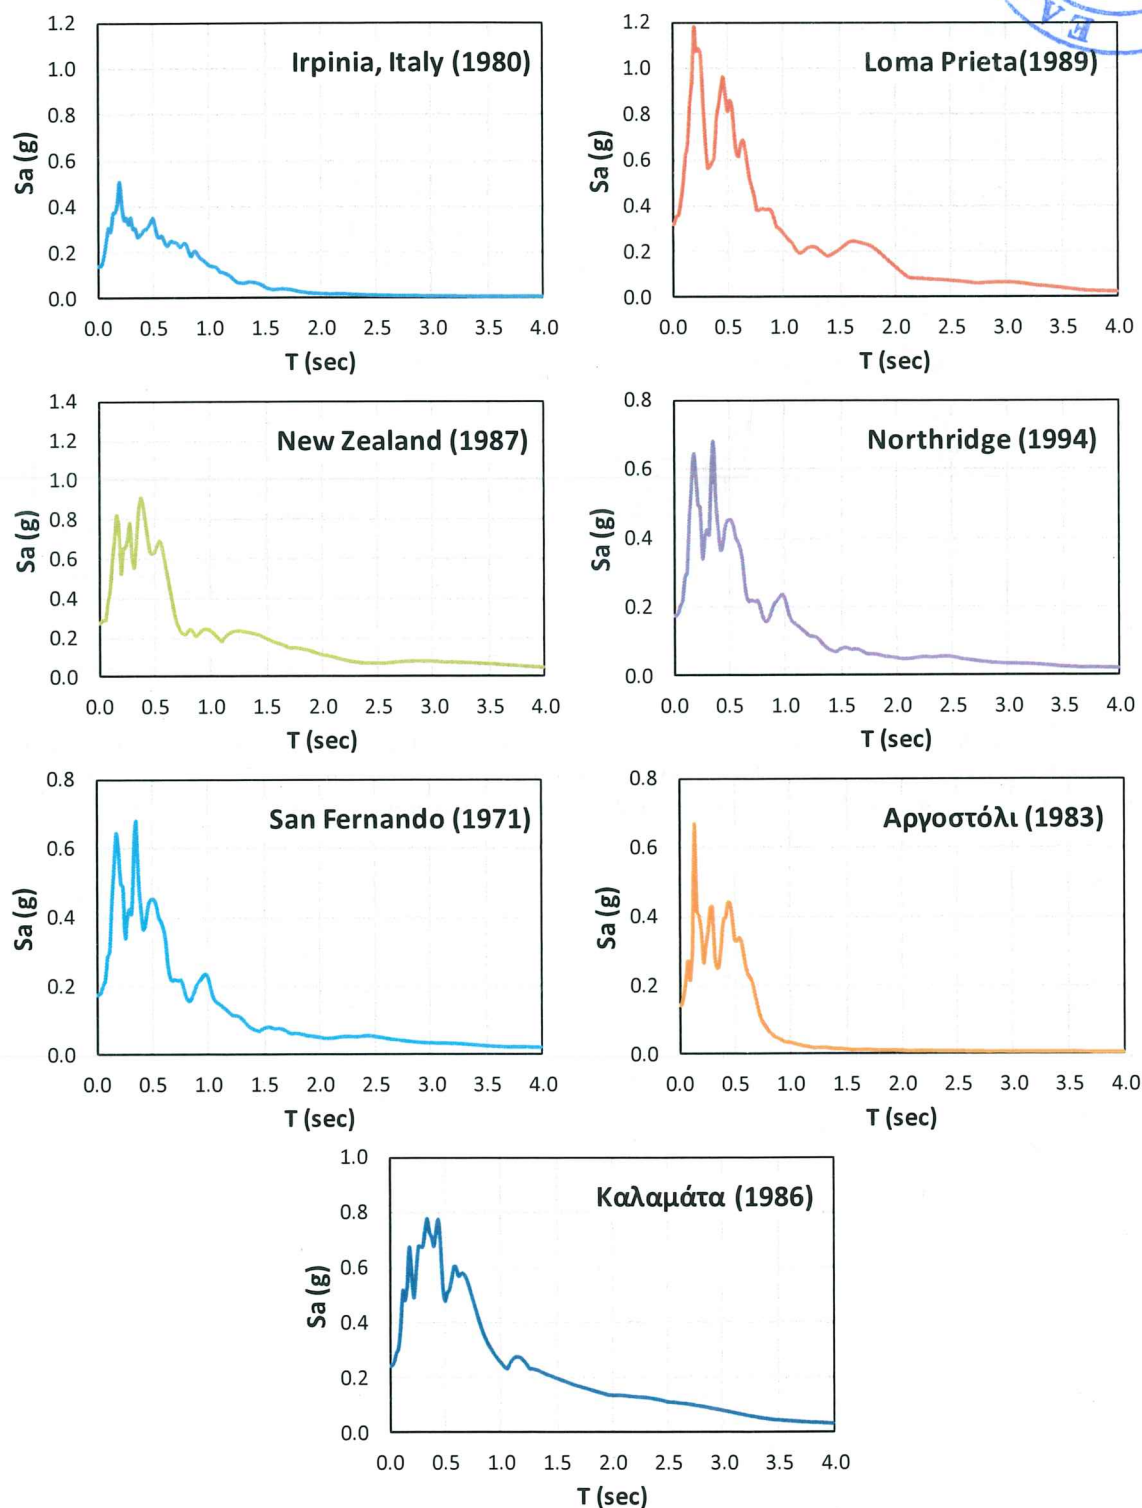 Irpinia, Italy (1980)
Sa (g)
1.2
1.0
0.8
0.6
0.4
0.2
0.0
0.0 0.5 1.0 1.5 2.0 2.5 3.0 3.5 4.0
T (sec)
Loma Prieta(1989)
Sa (g)
1.2
1.0
0.8
0.6
0.4
0.2
0.0
0.0 0.5 1.0 1.5 2.0 2.5 3.0 3.5 4.0
T (sec)
New Zealand (1987)
Sa (g)
1.4
1.2
1.0
0.8
0.6
0.4
0.2
0.0
0.0 0.5 1.0 1.5 2.0 2.5 3.0 3.5 4.0
T (sec)
Northridge (1994)
Sa (g)
0.8
0.6
0.4
0.2
0.0
0.0 0.5 1.0 1.5 2.0 2.5 3.0 3.5 4.0
T (sec)
San Fernando (1971)
Sa (g)
0.8
0.6
0.4
0.2
0.0
0.0 0.5 1.0 1.5 2.0 2.5 3.0 3.5 4.0
T (sec)
Αργοστόλι (1983)
Sa (g)
0.8
0.6
0.4
0.2
0.0
0.0 0.5 1.0 1.5 2.0 2.5 3.0 3.5 4.0
T (sec)
Καλαμάτα (1986)
Sa (g)
1.0
0.8
0.6
0.4
0.2
0.0
0.0 0.5 1.0 1.5 2.0 2.5 3.0 3.5 4.0
T (sec)